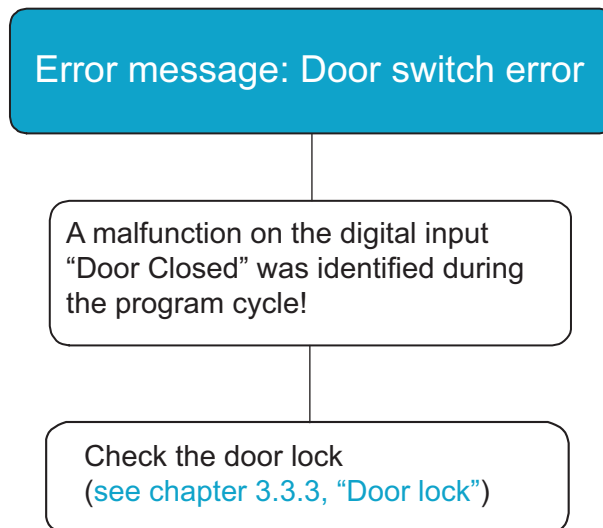 Error message: Door switch error
A malfunction on the digital input
“Door Closed” was identified during
the program cycle!
Check the door lock
(see chapter 3.3.3, “Door lock”)